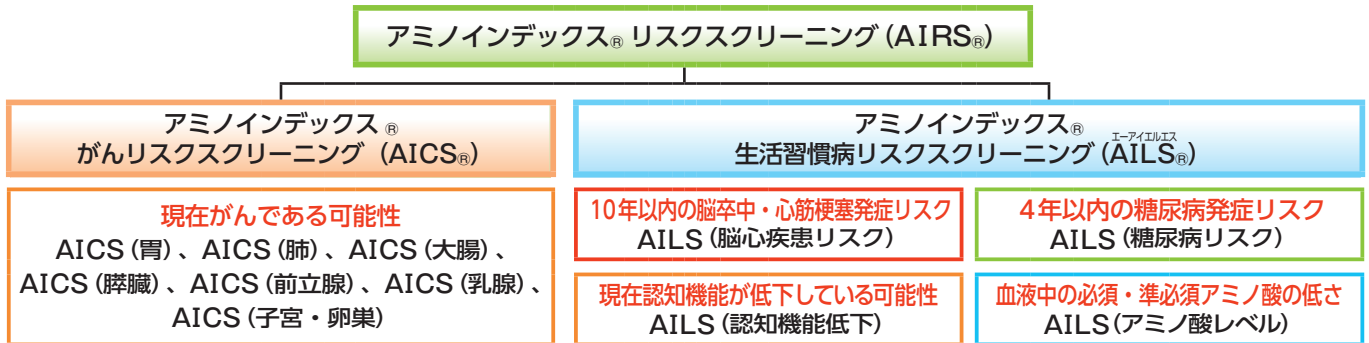 アミノインデックス® リスクスクリーニング(AIRS®)
アミノインデックス®
がんリスクスクリーニング (AICS®)
アミノインデックス®
エーアイエルエス
生活習慣病リスクスクリーニング(AILS®)
現在がんである可能性
AICS(胃)、AICS(肺)、AICS(大腸)、
AICS(膵臓)、AICS(前立腺)、AICS(乳腺)、
AICS(子宮・卵巣)
10年以内の脳卒中・心筋梗塞発症リスク
AILS(脳心疾患リスク)
4年以内の糖尿病発症リスク
AILS(糖尿病リスク)
現在認知機能が低下している可能性
AILS(認知機能低下)
血液中の必須・準必須アミノ酸の低さ
AILS(アミノ酸レベル)